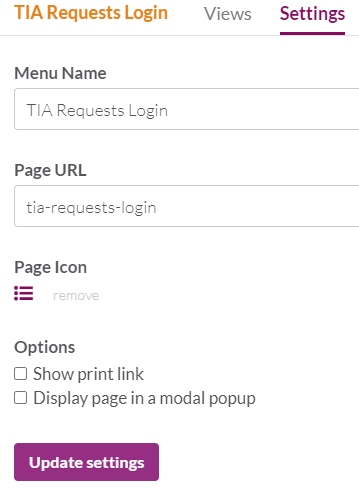 TIA Requests Login Views Settings
Menu Name
TIA Requests Login
Page URL
tia-requests-login
Page Icon
remove
Options
Show print link
Display page in a modal popup
Update settings